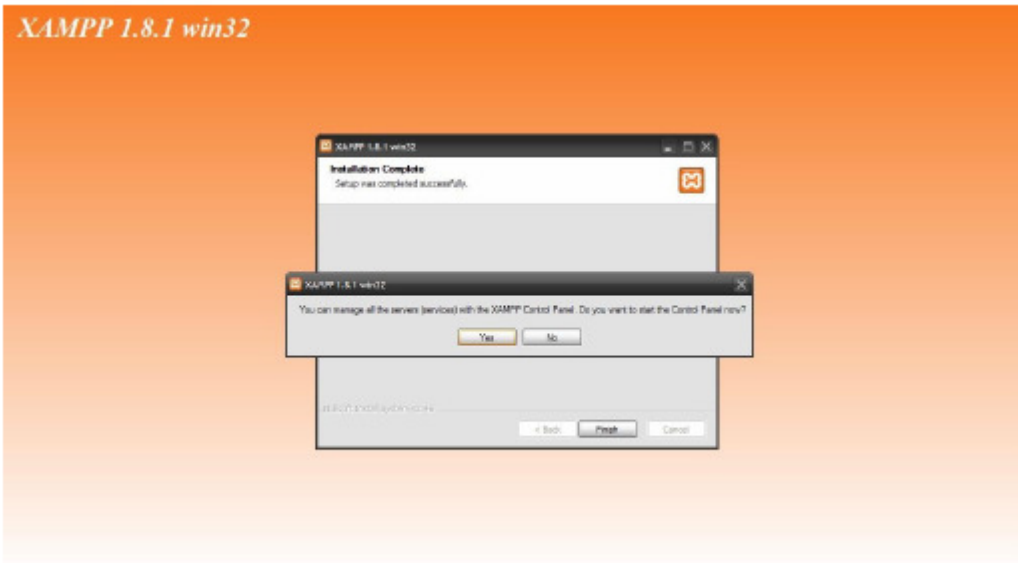 XAMPP 1.8.1 win32
XAMPP 1.8.1 win32
Installation Complete
Setup was completed successfully.
XAMPP 1.8.1 win32
You can manage all the servers (services) with the XAMPP Control Panel. Do you want to start the Control Panel now?
Yes No
< Back Finish Cancel